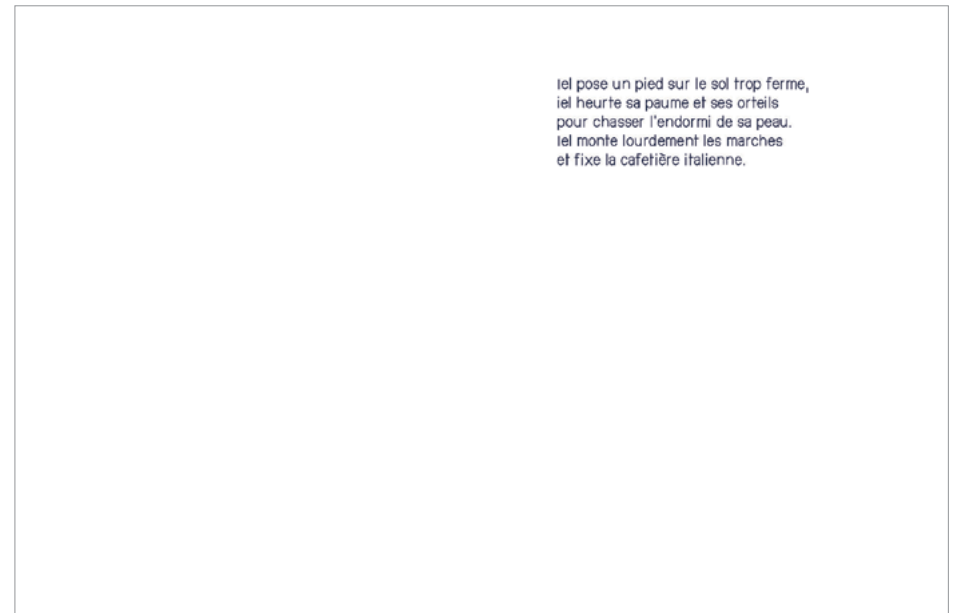 Iel pose un pied sur le sol trop ferme,
iel heurte sa paume et ses orteils
pour chasser l'endormi de sa peau.
Iel monte lourdement les marches
et fixe la cafetière italienne.